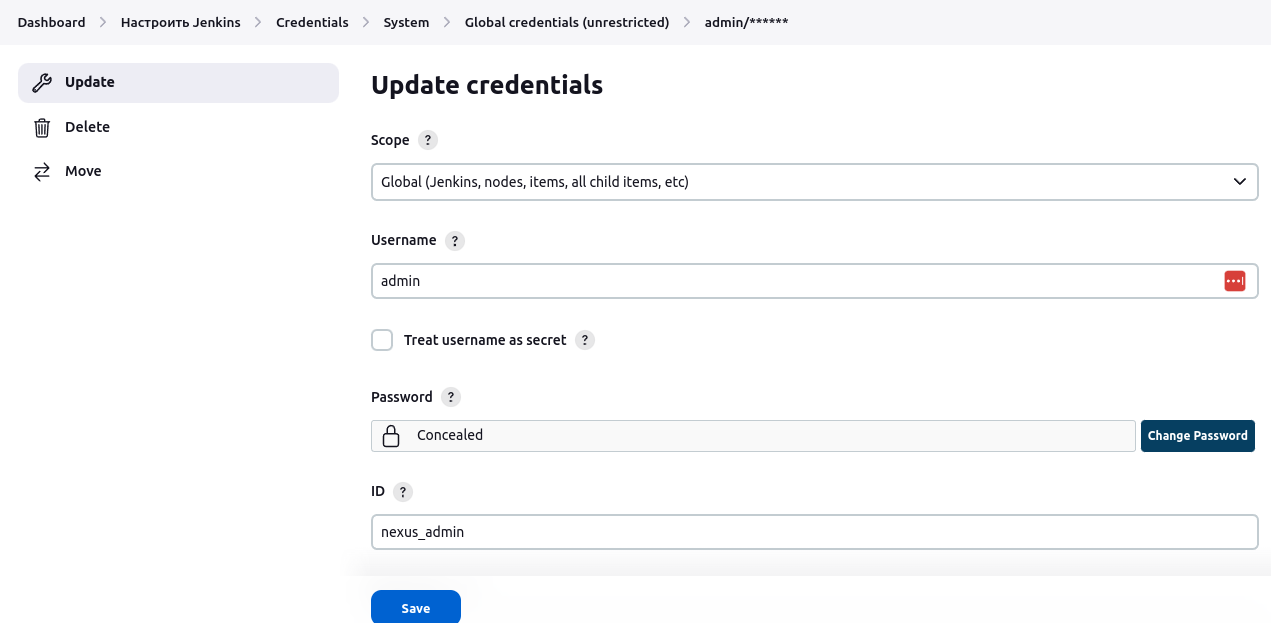 Dashboard > Настроить Jenkins > Credentials > System > Global credentials (unrestricted) > admin/******
Update
Delete
Move
Update credentials
Scope ?
Global (Jenkins, nodes, items, all child items, etc)
Username ?
admin
Treat username as secret ?
Password ?
Concealed
Change Password
ID ?
nexus_admin
Save